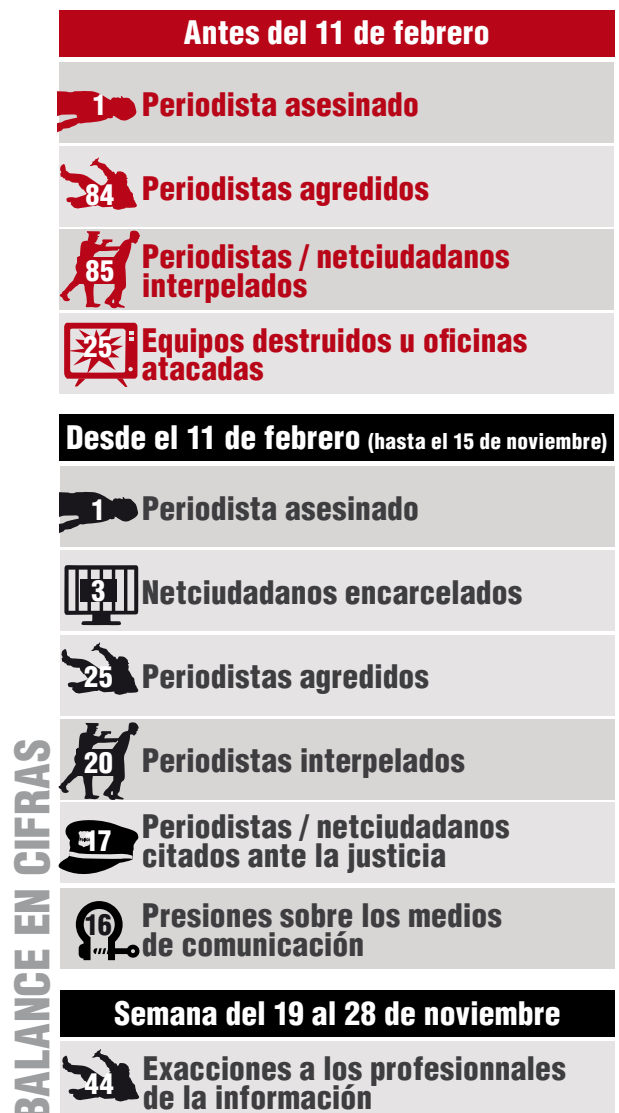 Antes del 11 de febrero
1 Periodista asesinado
84 Periodistas agredidos
85 Periodistas / netciudadanos
interpelados
25 Equipos destruidos u oficinas
atacadas
Desde el 11 de febrero (hasta el 15 de noviembre)
1 Periodista asesinado
3 Netciudadanos encarcelados
25 Periodistas agredidos
20 Periodistas interpelados
17 Periodistas / netciudadanos
citados ante la justicia
16 Presiones sobre los medios
de comunicación
Semana del 19 al 28 de noviembre
44 Exacciones a los profesionnales
de la información
BALANCE EN CIFRAS